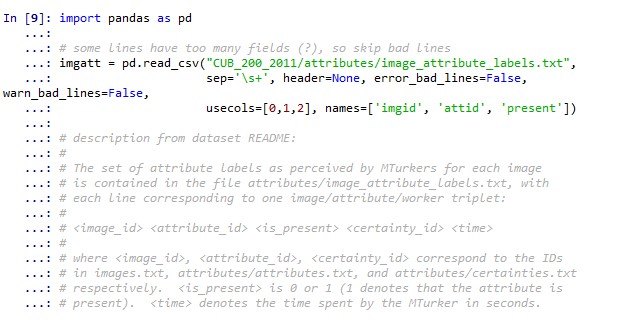 In [9]: import pandas as pd
...:
...: # some lines have too many fields (?), so skip bad lines
...: imgatt = pd.read_csv("CUB_200_2011/attributes/image_attribute_labels.txt",
...: sep='\s+', header=None, error_bad_lines=False,
warn_bad_lines=False,
...: usecols=[0,1,2], names=['imgid', 'attid', 'present'])
...:
...: # description from dataset README:
...: #
...: # The set of attribute labels as perceived by MTurkers for each image
...: # is contained in the file attributes/image_attribute_labels.txt, with
...: # each line corresponding to one image/attribute/worker triplet:
...: #
...: # <image_id> <attribute_id> <is_present> <certainty_id> <time>
...: #
...: # where <image_id>, <attribute_id>, <certainty_id> correspond to the IDs
...: # in images.txt, attributes/attributes.txt, and attributes/certainties.txt
...: # respectively.  <is_present> is 0 or 1 (1 denotes that the attribute is
...: # present).  <time> denotes the time spent by the MTurker in seconds.